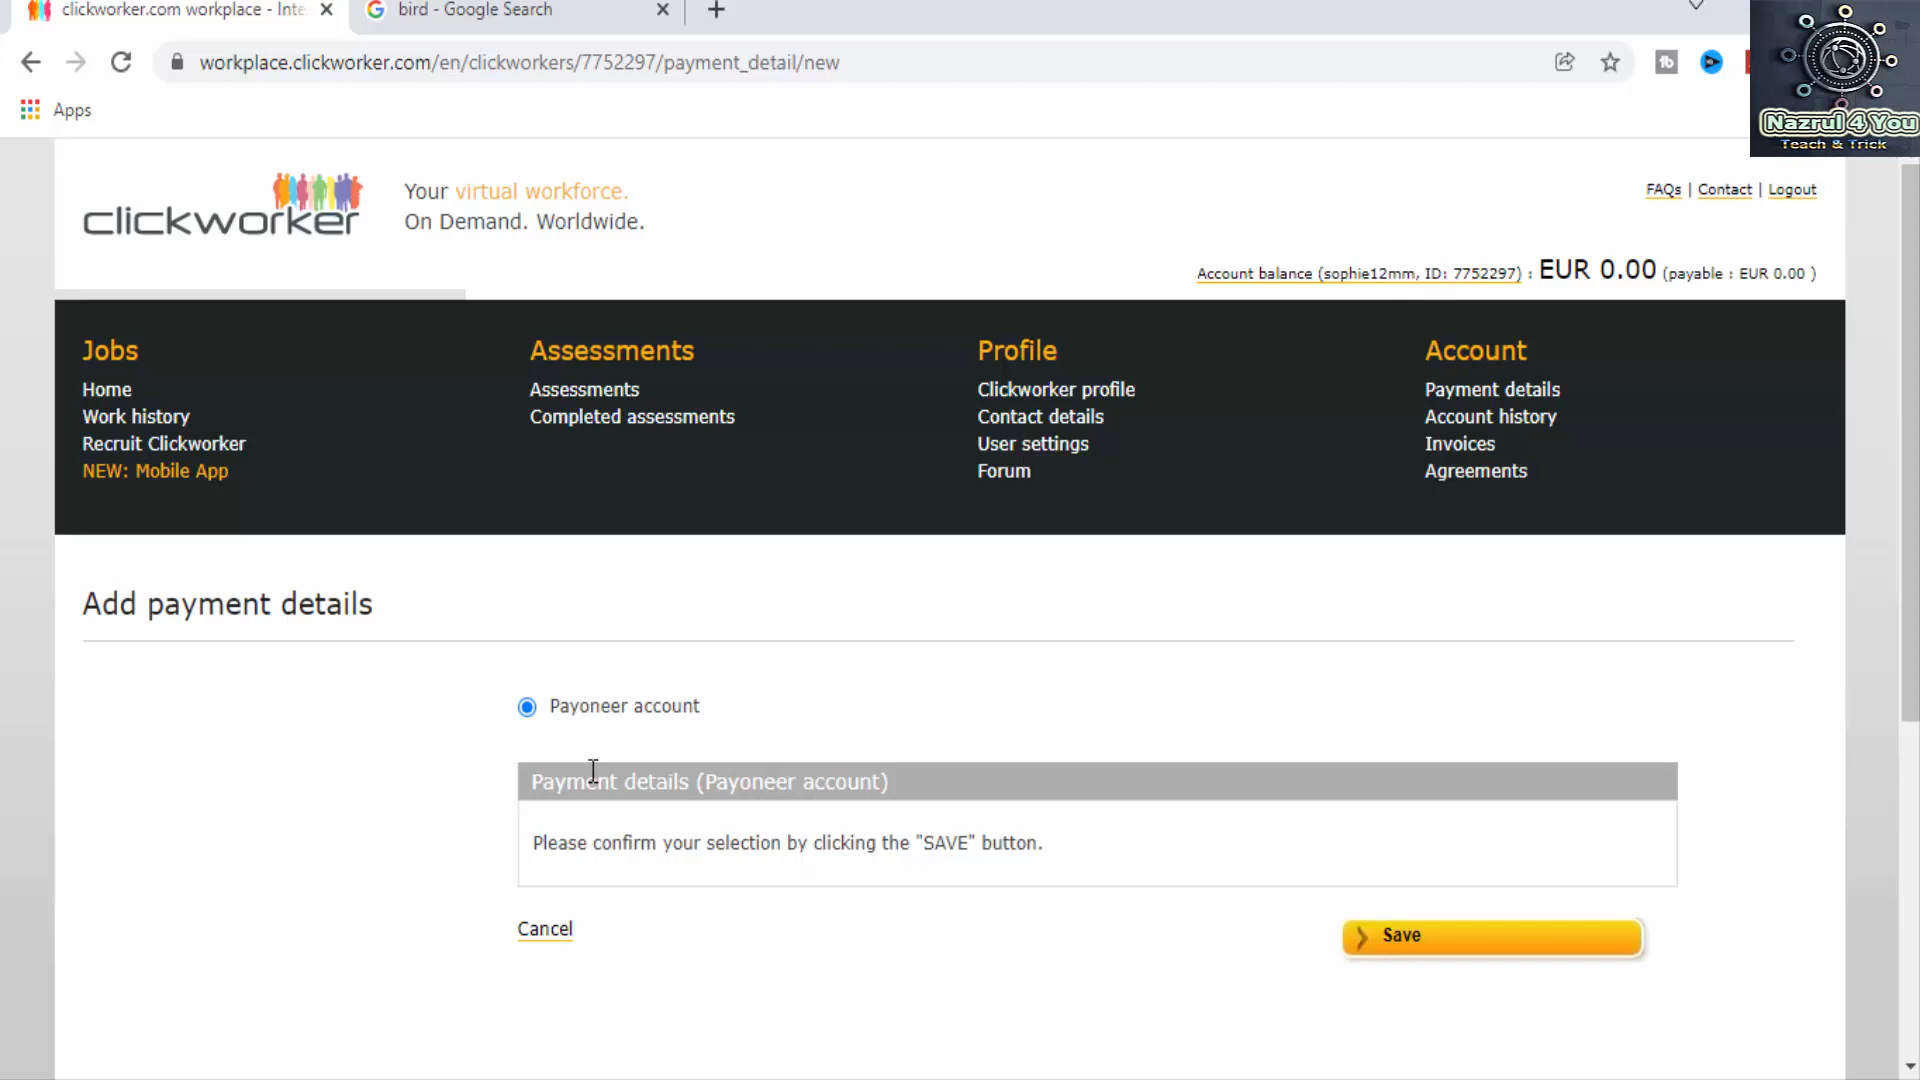 clickworker.com workplace - Inte
bird - Google Search
workplace.clickworker.com/en/clickworkers/7752297/payment_detail/new
Apps
Nazrul 4 You
Teach & Trick
clickworker
Your virtual workforce.
On Demand. Worldwide.
FAQs | Contact | Logout
Account balance (sophie12mm, ID: 7752297) : EUR 0.00 (payable : EUR 0.00 )
Jobs
Home
Work history
Recruit Clickworker
NEW: Mobile App
Assessments
Assessments
Completed assessments
Profile
Clickworker profile
Contact details
User settings
Forum
Account
Payment details
Account history
Invoices
Agreements
Add payment details
Payoneer account
Payment details (Payoneer account)
Please confirm your selection by clicking the "SAVE" button.
Cancel
Save